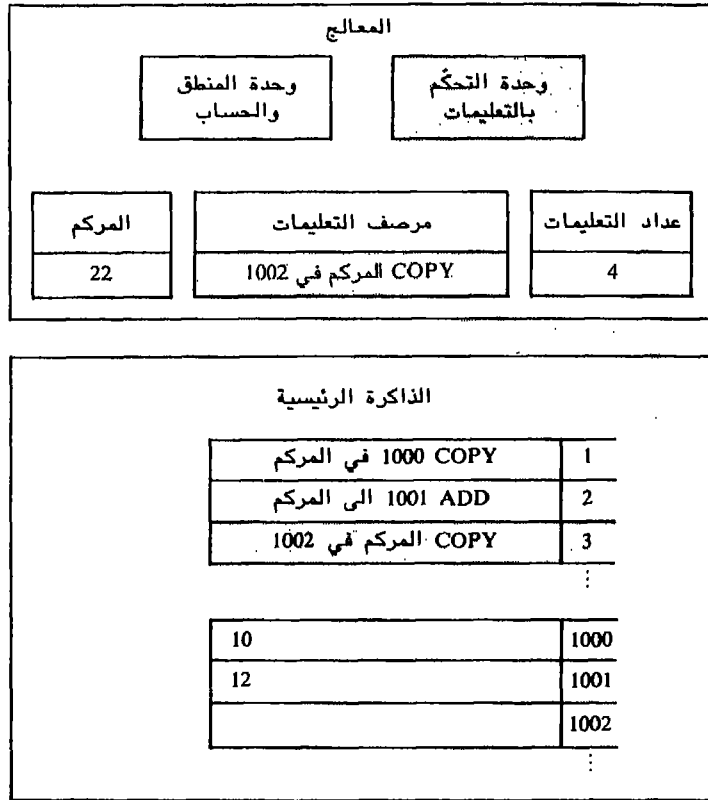 المعالج
وحدة التحكّم
بالتعليمات
وحدة المنطق
والحساب
عداد التعليمات
4
مرصف التعليمات
COPY المركم في 1002
المركم
22
الذاكرة الرئيسية
1 COPY 1000 في المركم
2 ADD 1001 الى المركم
3 COPY المركم في 1002
1000 10
1001 12
1002